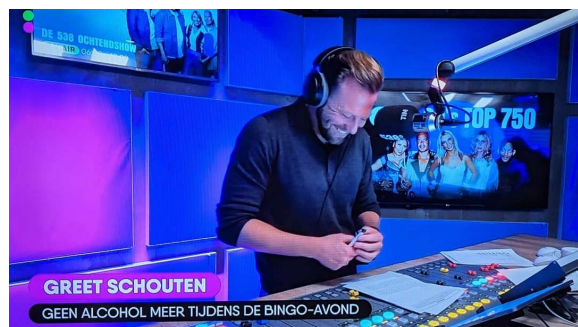 DE 538 OCHTENDSHOW
TOP 750
GREET SCHOUTEN
GEEN ALCOHOL MEER TIJDENS DE BINGO-AVOND